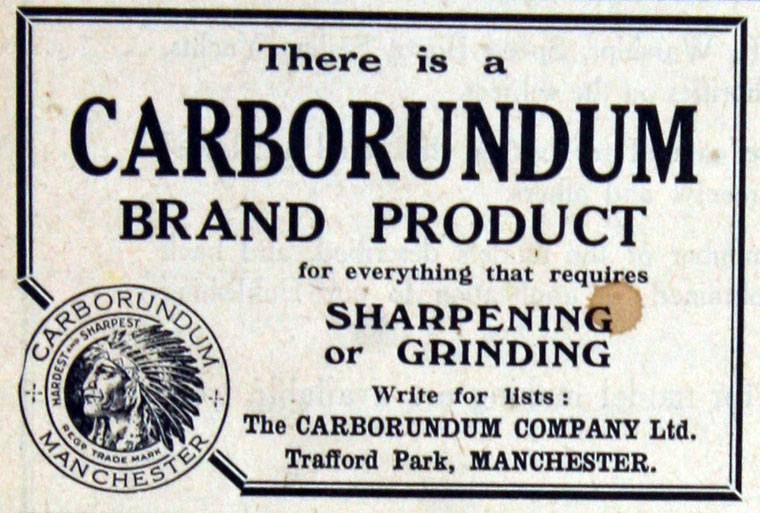 There is a
CARBORUNDUM
BRAND PRODUCT
for everything that requires
SHARPENING
or GRINDING
Write for lists :
The CARBORUNDUM COMPANY Ltd.
Trafford Park, MANCHESTER.
CARBORUNDUM
HARDEST AND SHARPEST
REGD TRADE MARK
MANCHESTER